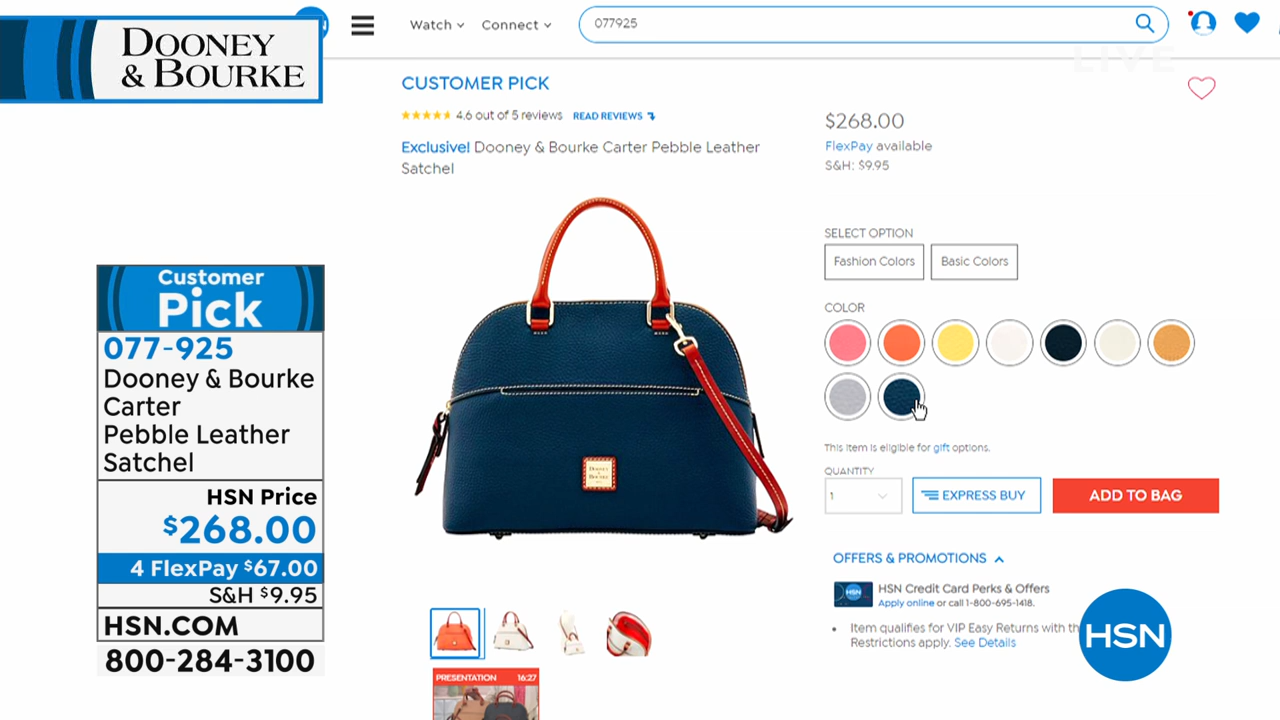 DOONEY
& BOURKE
Watch
Connect
077925
LIVE
CUSTOMER PICK
4.6 out of 5 reviews READ REVIEWS
Exclusive! Dooney & Bourke Carter Pebble Leather
Satchel
$268.00
FlexPay available
S&H: $9.95
SELECT OPTION
Fashion Colors
Basic Colors
COLOR
This item is eligible for gift options.
QUANTITY
1
EXPRESS BUY
ADD TO BAG
OFFERS & PROMOTIONS
HSN
HSN Credit Card Perks & Offers
Apply online or call 1-800-695-1418.
• Item qualifies for VIP Easy Returns with th
Restrictions apply. See Details
HSN
Customer
Pick
077-925
Dooney & Bourke
Carter
Pebble Leather
Satchel
HSN Price
$268.00
4 FlexPay $67.00
S&H $9.95
HSN.COM
800-284-3100
DOONEY
& BOURKE
PRESENTATION 16:27